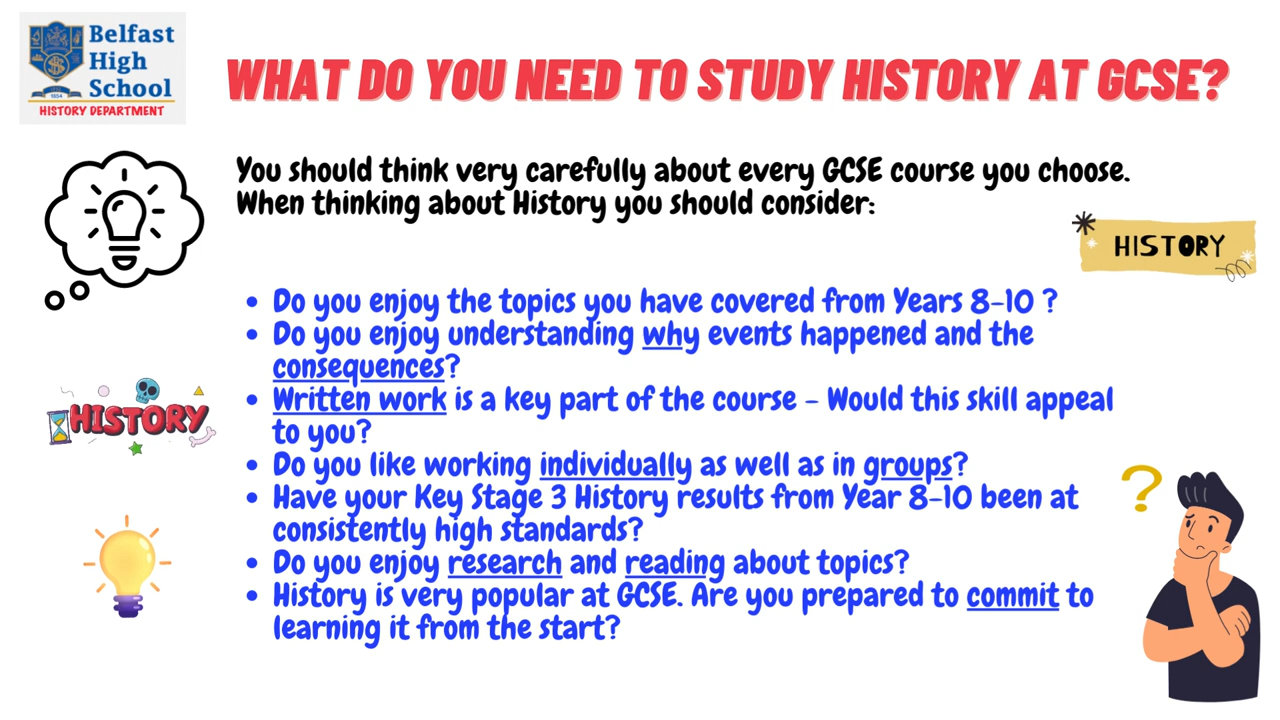 Belfast
High
School
HISTORY DEPARTMENT
WHAT DO YOU NEED TO STUDY HISTORY AT GCSE?
You should think very carefully about every GCSE course you choose.
When thinking about History you should consider:
HISTORY
• Do you enjoy the topics you have covered from Years 8-10 ?
• Do you enjoy understanding why events happened and the
consequences?
• Written work is a key part of the course - Would this skill appeal
to you?
HISTORY
• Do you like working individually as well as in groups?
• Have your Key Stage 3 History results from Year 8-10 been at
consistently high standards?
?
• Do you enjoy research and reading about topics?
• History is very popular at GCSE. Are you prepared to commit to
learning it from the start?